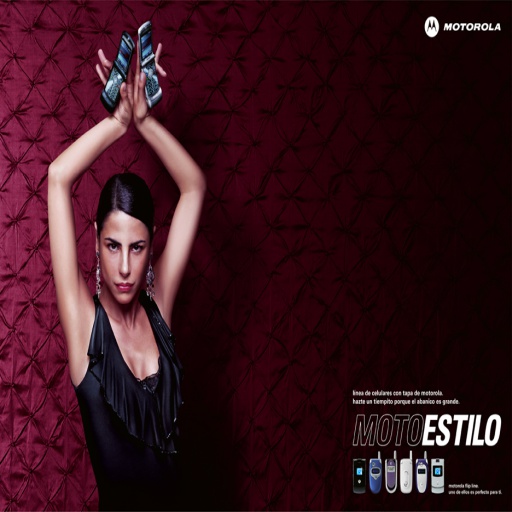 MOTOROLA
línea de celulares con tapa de motorola.
hazte un tiempito porque el abanico es grande.
MOTOESTILO
motorola flip line.
uno de ellos es perfecto para ti.